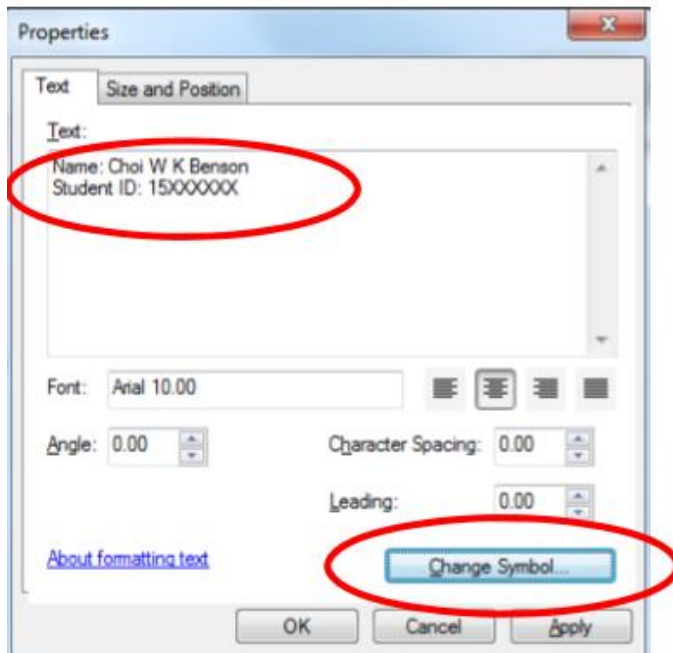 Properties
Text
Size and Position
Text:
Name: Choi W K Benson
Student ID: 15XXXXXX
Font: Arial 10.00
Angle: 0.00
Character Spacing: 0.00
Leading: 0.00
About formatting text
Change Symbol...
OK
Cancel
Apply